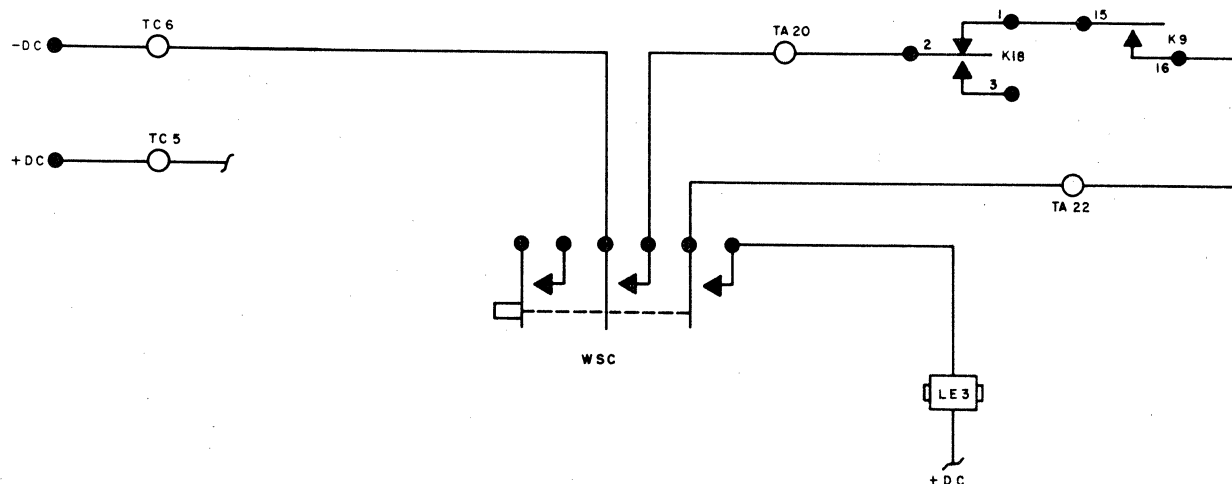 TC 6
-DC
TA 20
1
15
2
K18
K9
16
3
TC 5
+DC
TA 22
WSC
LE3
+DC